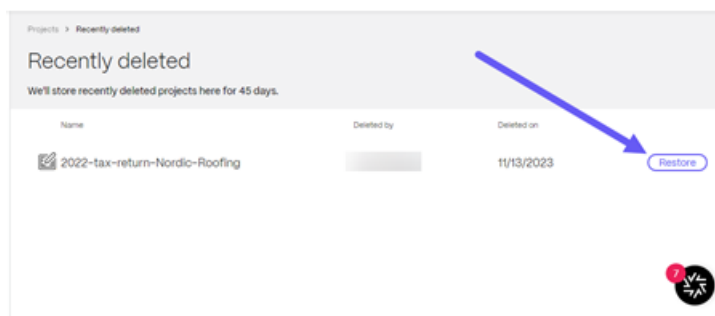 Projects > Recently deleted
Recently deleted
We'll store recently deleted projects here for 45 days.
Name Deleted by Deleted on
2022-tax-return-Nordic-Roofing 11/13/2023 Restore
7